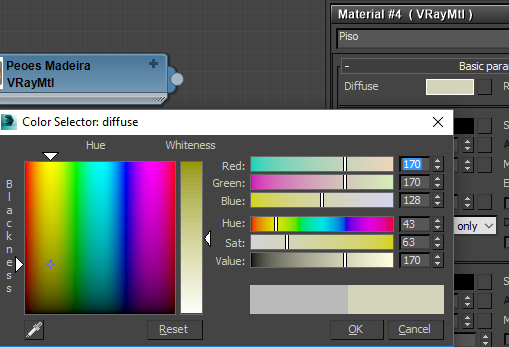 Material #4 ( VRayMtl )
Piso
Peoes Madeira
VRayMtl
Basic para
Diffuse
Color Selector: diffuse
Hue
Whiteness
Blackness
Red:
170
Green:
170
Blue:
128
Hue:
43
Sat:
63
Value:
170
only
Reset
OK
Cancel